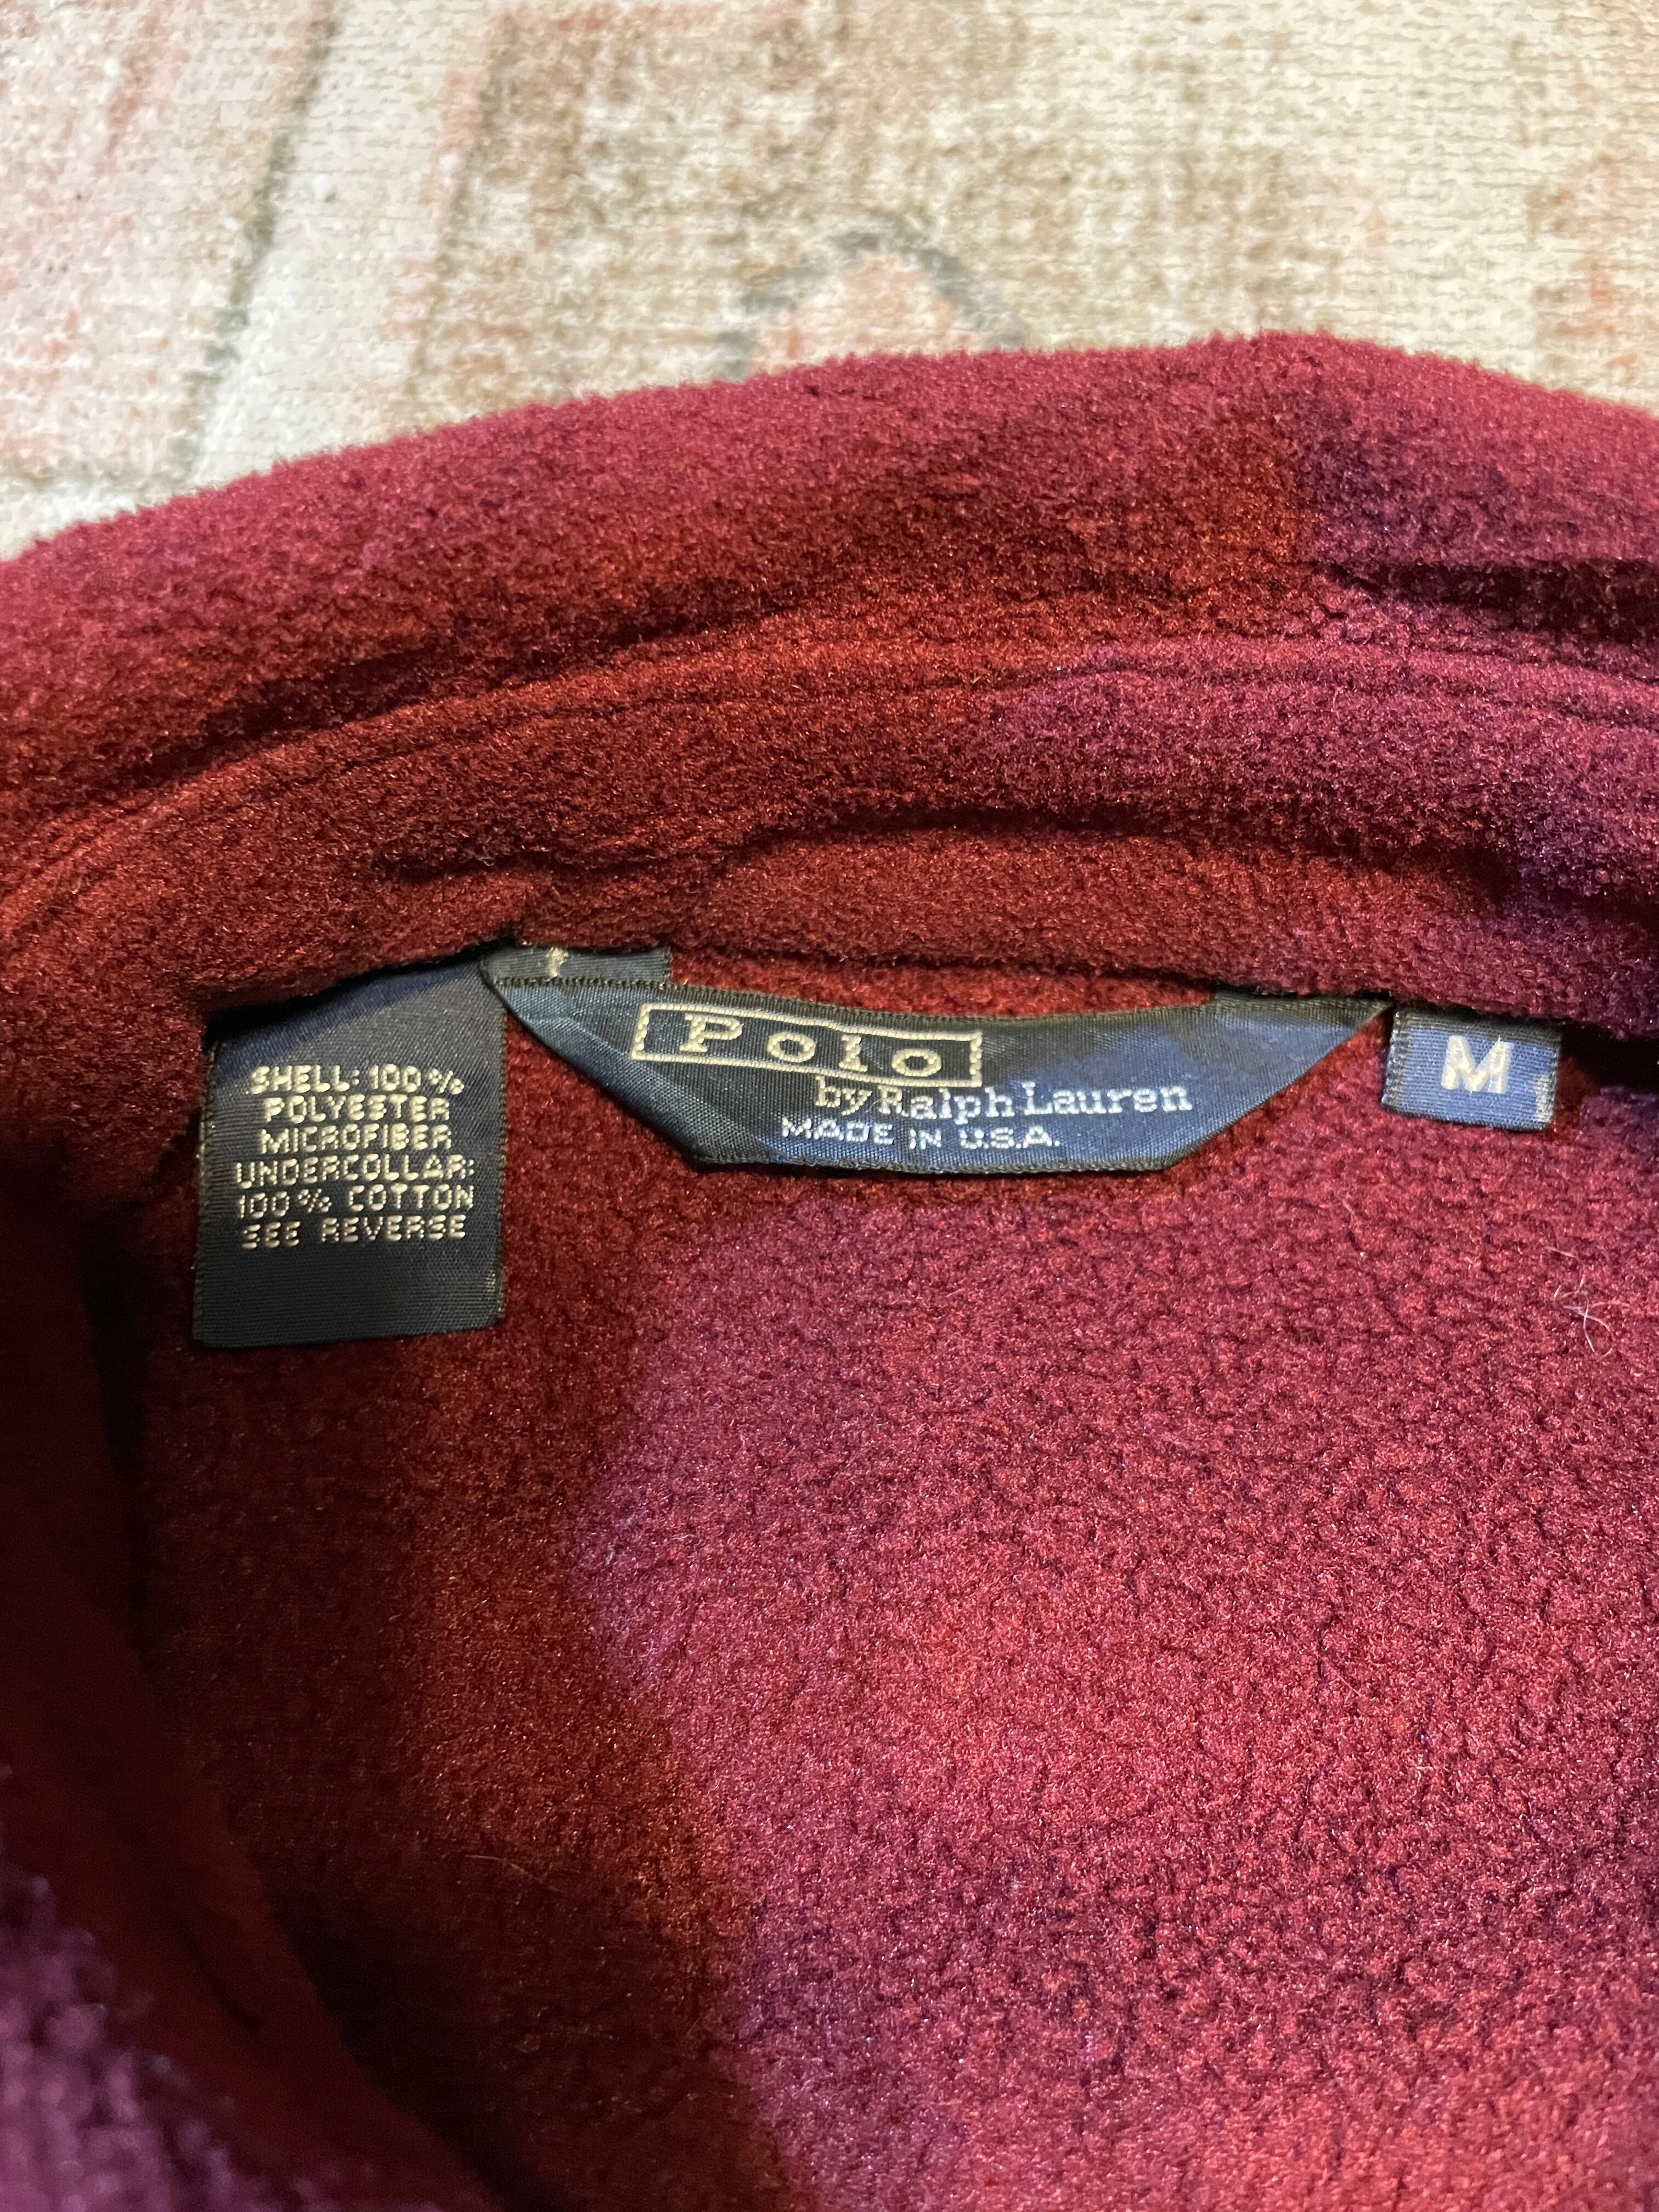 SHELL: 100%
POLYESTER
MICROFIBER
UNDERCOLLAR:
100% COTTON
SEE REVERSE
Polo
by Ralph Lauren
MADE IN U.S.A.
M